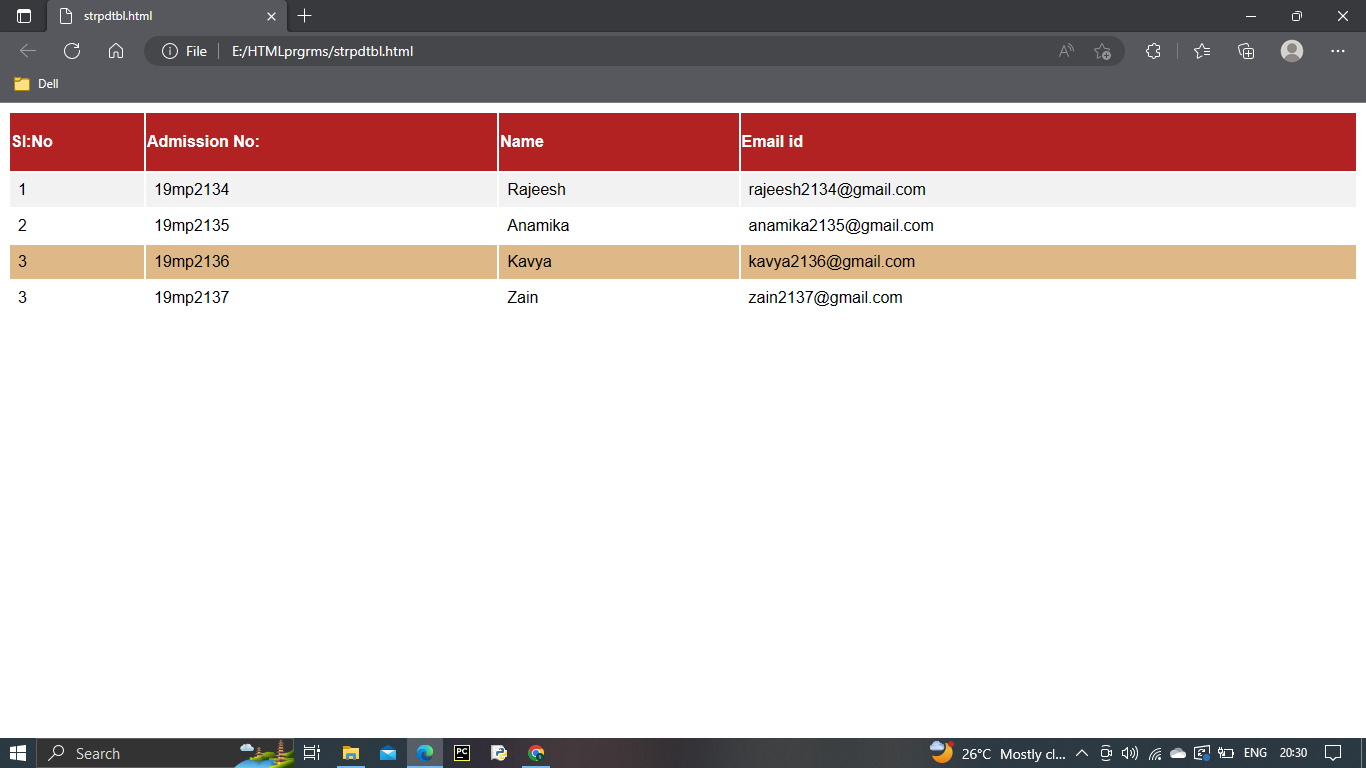 strpdtbl.html
File E:/HTMLprgrms/strpdtbl.html
Dell
Sl:No Admission No: Name Email id
1 19mp2134 Rajeesh rajeesh2134@gmail.com
2 19mp2135 Anamika anamika2135@gmail.com
3 19mp2136 Kavya kavya2136@gmail.com
3 19mp2137 Zain zain2137@gmail.com
Search PC 26°C Mostly cl... ENG 20:30